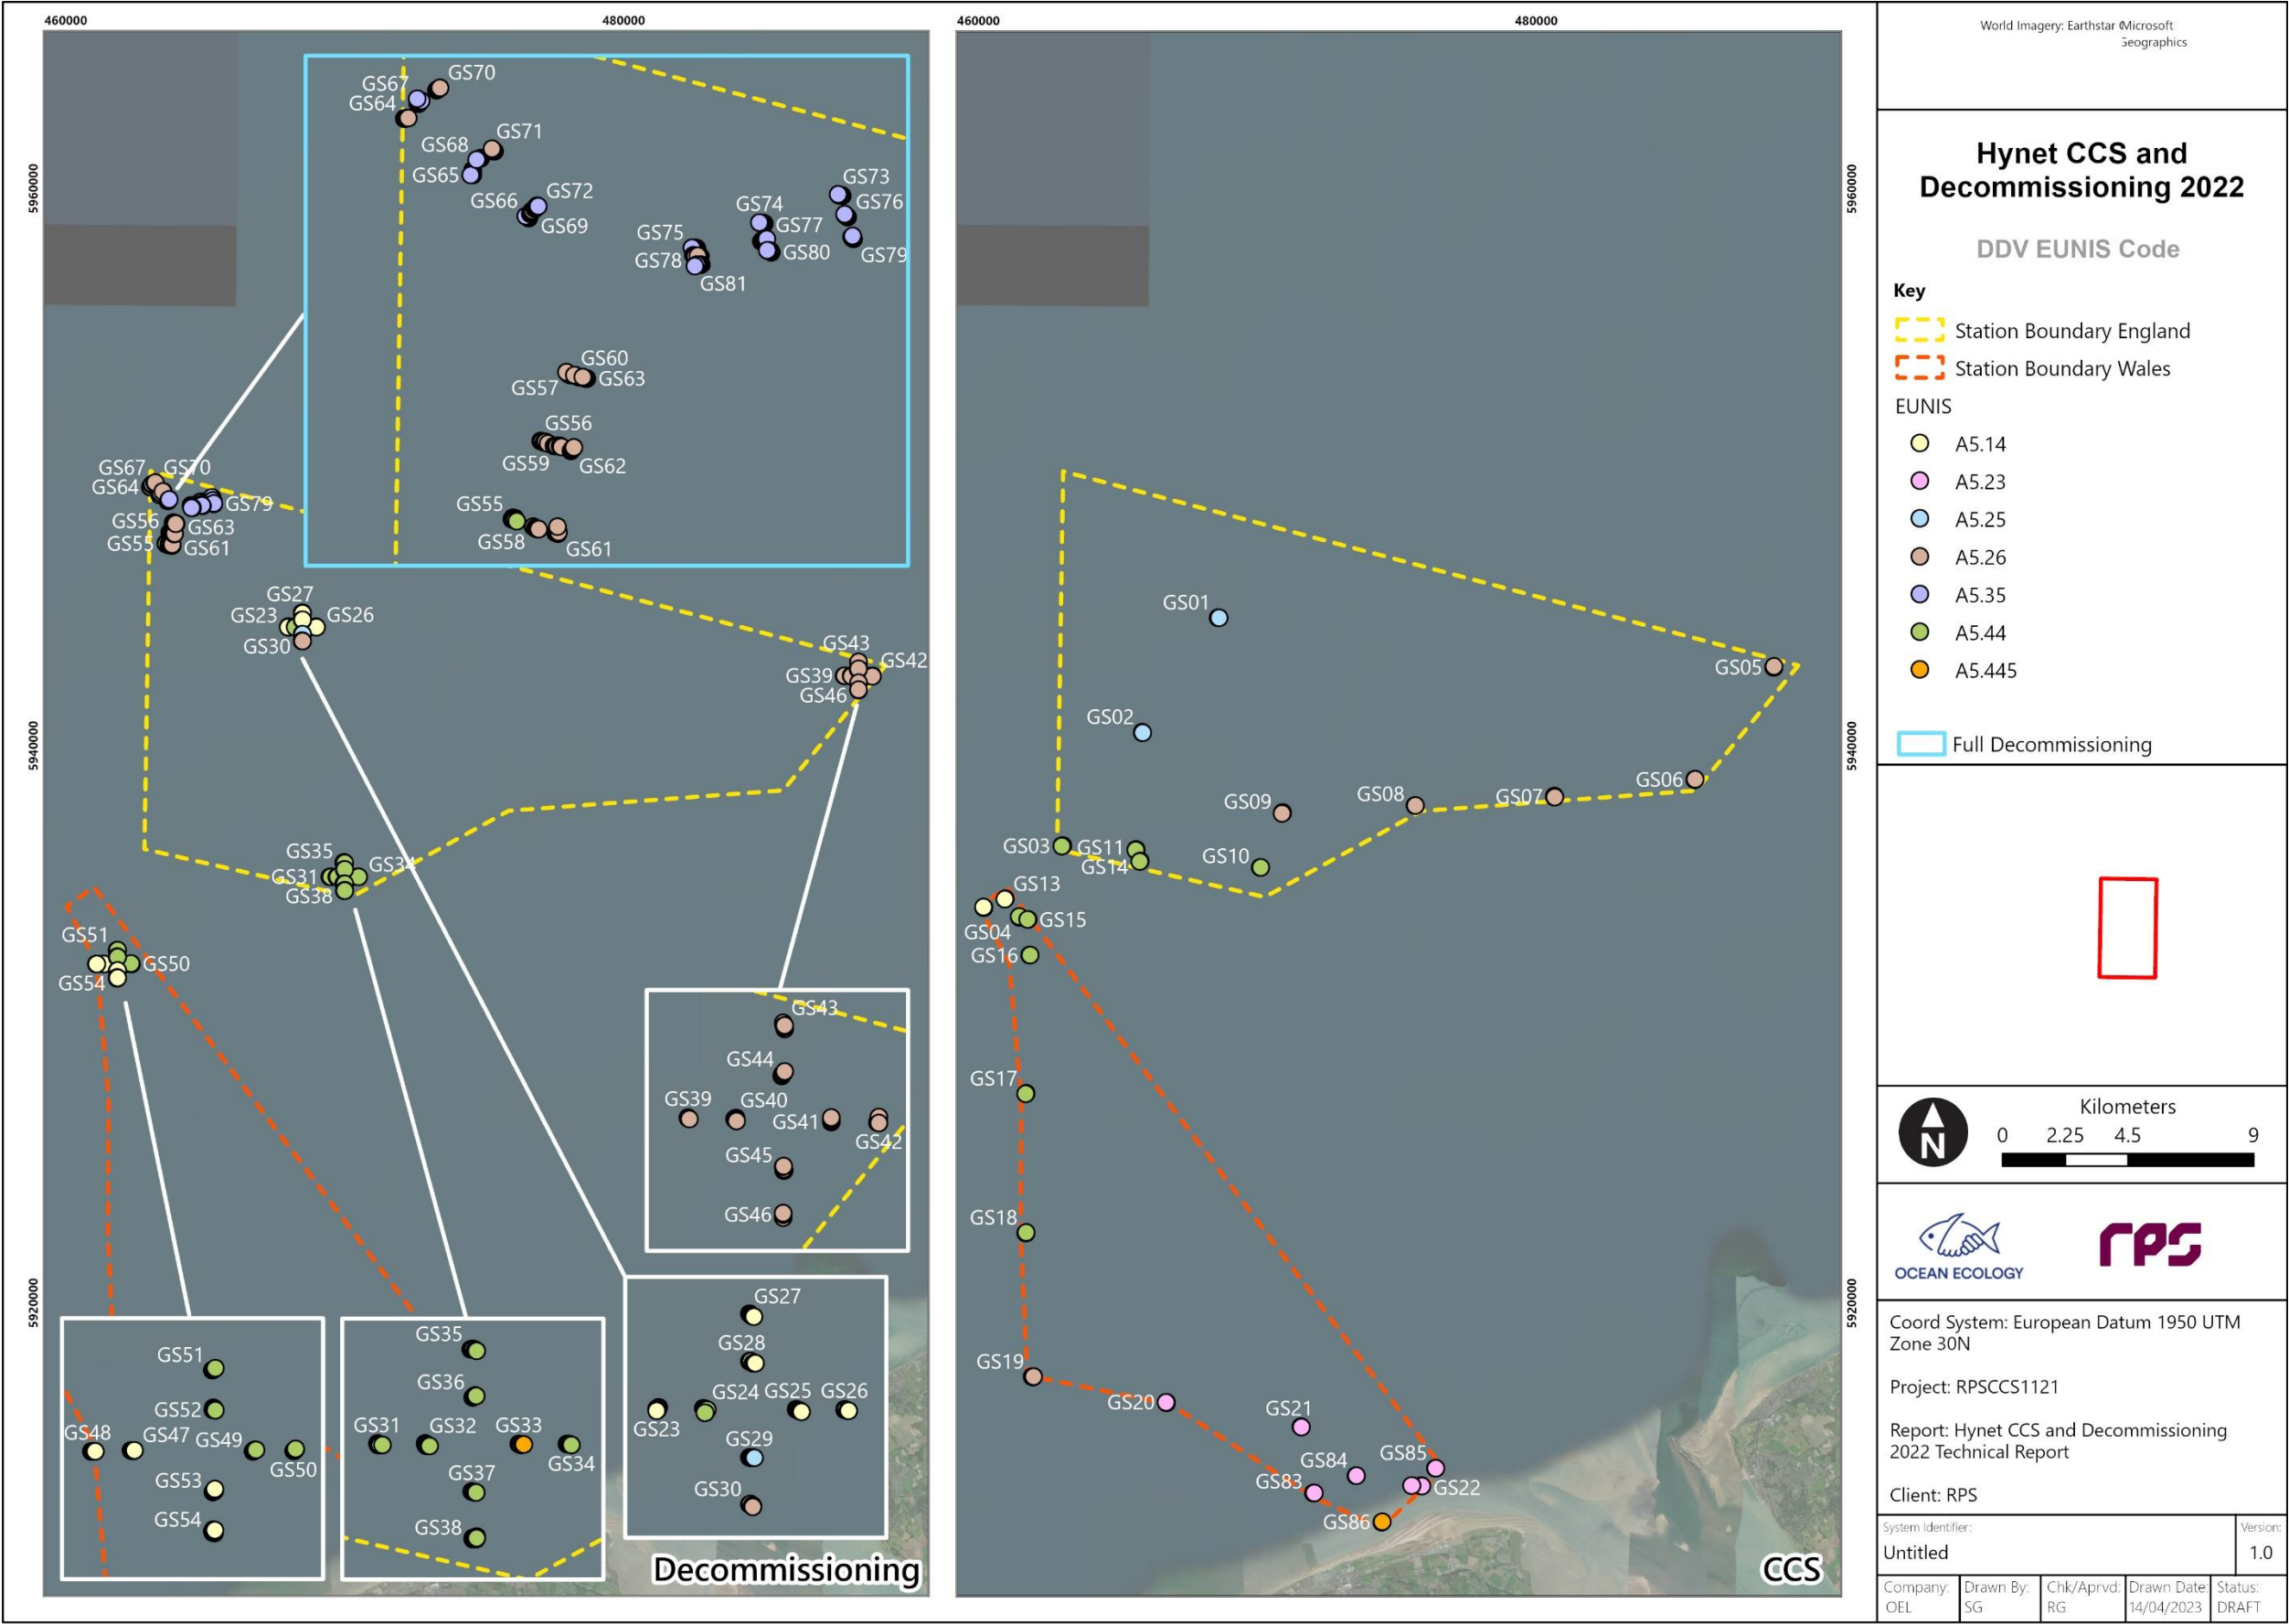 460000
480000
460000
480000
5960000
5940000
5920000
5960000
5940000
5920000
GS70
GS67
GS64
GS71
GS68
GS65
GS72
GS66
GS69
GS73
GS76
GS74
GS77
GS75
GS80
GS79
GS78
GS81
GS60
GS57
GS63
GS56
GS59
GS62
GS55
GS58
GS61
GS67
GS70
GS64
GS79
GS56
GS63
GS55
GS61
GS27
GS23
GS26
GS30
GS43
GS42
GS39
GS46
GS35
GS34
GS31
GS38
GS51
GS50
GS54
GS43
GS44
GS39
GS40
GS41
GS42
GS45
GS46
GS27
GS28
GS24
GS25
GS26
GS23
GS29
GS30
GS35
GS36
GS31
GS32
GS33
GS34
GS37
GS38
GS51
GS52
GS48
GS47
GS49
GS50
GS53
GS54
Decommissioning
GS01
GS05
GS02
GS06
GS07
GS08
GS09
GS03
GS11
GS14
GS10
GS13
GS15
GS04
GS16
GS17
GS18
GS19
GS20
GS21
GS84
GS85
GS83
GS22
GS86
CCS
World Imagery: Earthstar Microsoft
Geographics
Hynet CCS and
Decommissioning 2022
DDV EUNIS Code
Key
Station Boundary England
Station Boundary Wales
EUNIS
A5.14
A5.23
A5.25
A5.26
A5.35
A5.44
A5.445
Full Decommissioning
N
Kilometers
0 2.25 4.5 9
OCEAN ECOLOGY
rps
Coord System: European Datum 1950 UTM
Zone 30N
Project: RPSCCS1121
Report: Hynet CCS and Decommissioning
2022 Technical Report
Client: RPS
System Identifier:
Untitled
Version:
1.0
Company:
OEL
Drawn By:
SG
Chk/Aprvd:
RG
Drawn Date:
14/04/2023
Status:
DRAFT